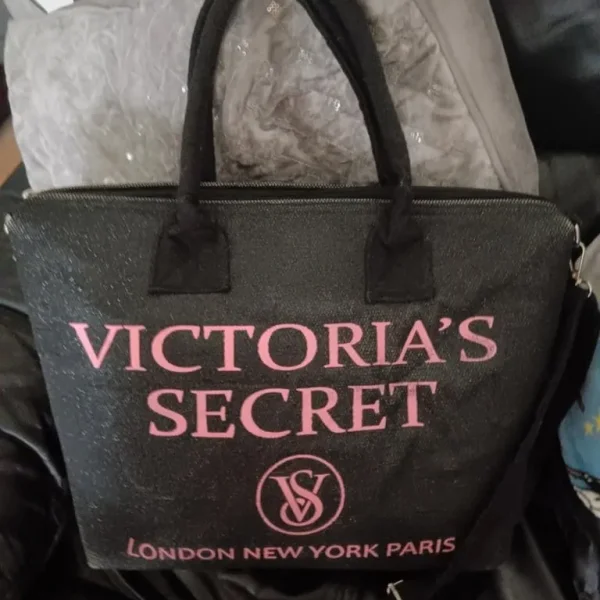 VICTORIA'S
SECRET
VS
LONDON NEW YORK PARIS